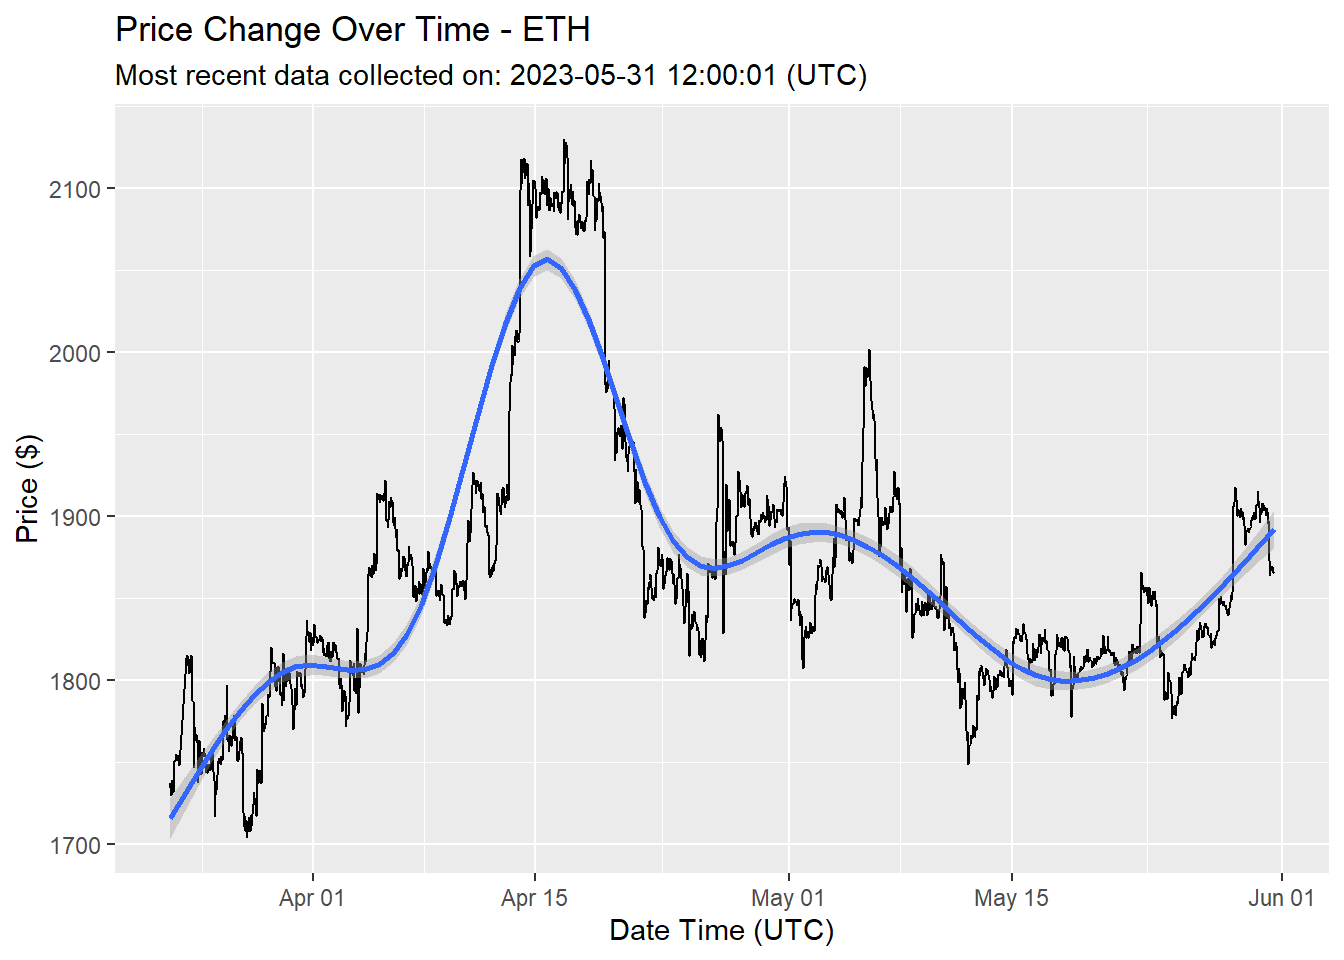 Price Change Over Time - ETH
Most recent data collected on: 2023-05-31 12:00:01 (UTC)
Price ($)
2100
2000
1900
1800
1700
Apr 01
Apr 15
May 01
May 15
Jun 01
Date Time (UTC)